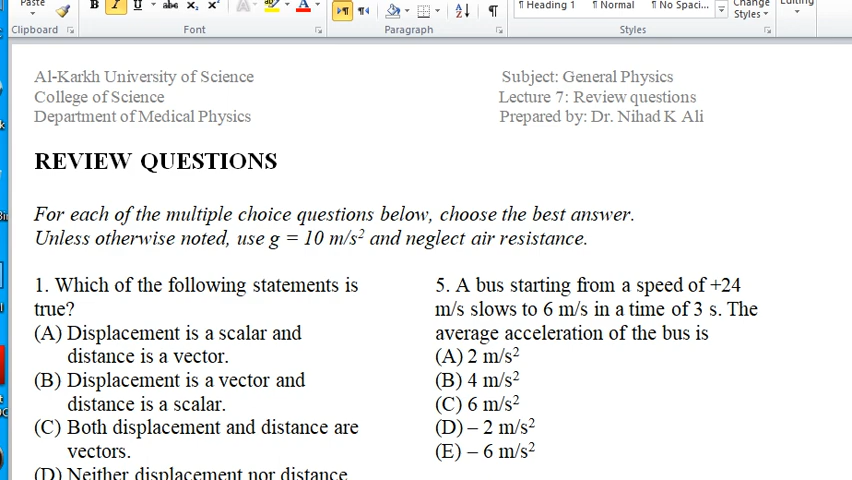 Paste
B I U abc x₂ x² A ab A
Clipboard
Font
Paragraph
Styles
¶ Heading 1
¶ Normal
¶ No Spaci...
Change
Styles
Editing
Al-Karkh University of Science
College of Science
Department of Medical Physics
Subject: General Physics
Lecture 7: Review questions
Prepared by: Dr. Nihad K Ali
REVIEW QUESTIONS
For each of the multiple choice questions below, choose the best answer.
Unless otherwise noted, use g = 10 m/s² and neglect air resistance.
1. Which of the following statements is
true?
(A) Displacement is a scalar and
distance is a vector.
(B) Displacement is a vector and
distance is a scalar.
(C) Both displacement and distance are
vectors.
(D) Neither displacement nor distance
5. A bus starting from a speed of +24
m/s slows to 6 m/s in a time of 3 s. The
average acceleration of the bus is
(A) 2 m/s²
(B) 4 m/s²
(C) 6 m/s²
(D) – 2 m/s²
(E) – 6 m/s²